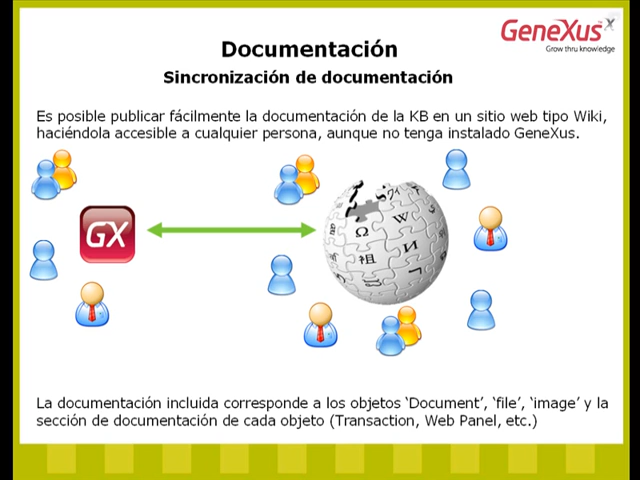 GeneXus
Grow thru knowledge
Documentación
Sincronización de documentación
Es posible publicar fácilmente la documentación de la KB en un sitio web tipo Wiki,
haciéndola accesible a cualquier persona, aunque no tenga instalado GeneXus.
GX
Ω
W
И
祖
La documentación incluida corresponde a los objetos ‘Document’, ‘file’, ‘image’ y la
sección de documentación de cada objeto (Transaction, Web Panel, etc.)